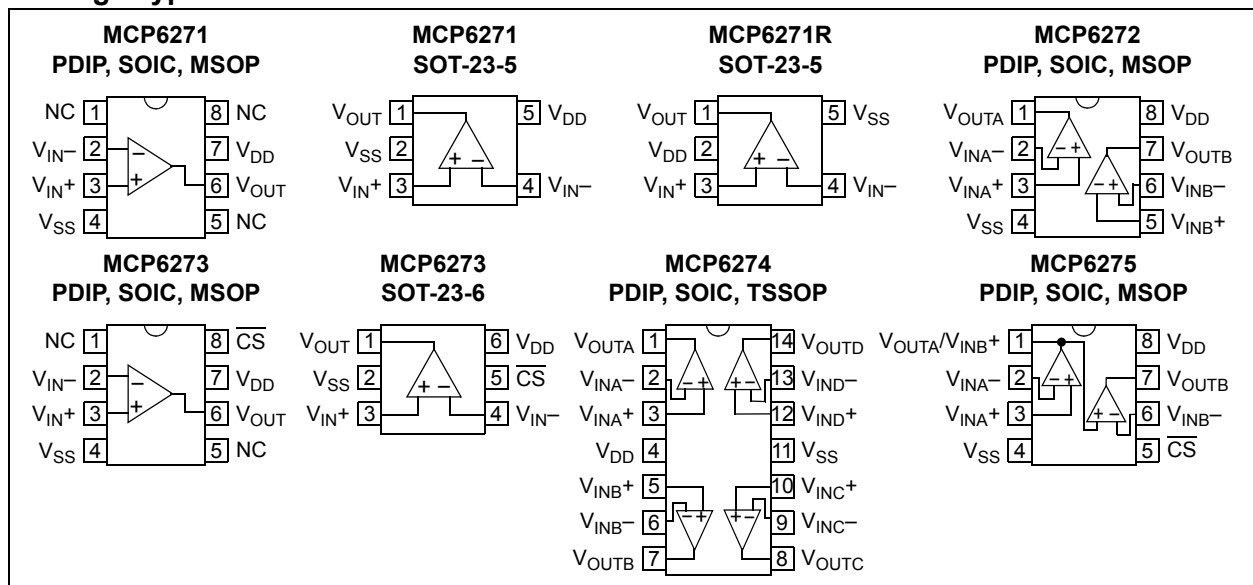 MCP6271
PDIP, SOIC, MSOP
NC 1
8 NC
VIN– 2
7 VDD
VIN+ 3
6 VOUT
VSS 4
5 NC
– +
MCP6271
SOT-23-5
VOUT 1
5 VDD
VSS 2
VIN+ 3
4 VIN–
+ –
MCP6271R
SOT-23-5
VOUT 1
5 VSS
VDD 2
VIN+ 3
4 VIN–
+ –
MCP6272
PDIP, SOIC, MSOP
VOUTA 1
8 VDD
VINA– 2
7 VOUTB
VINA+ 3
6 VINB–
VSS 4
5 VINB+
– +
– +
MCP6273
PDIP, SOIC, MSOP
NC 1
8 CS
VIN– 2
7 VDD
VIN+ 3
6 VOUT
VSS 4
5 NC
– +
MCP6273
SOT-23-6
VOUT 1
6 VDD
VSS 2
5 CS
VIN+ 3
4 VIN–
+ –
MCP6274
PDIP, SOIC, TSSOP
VOUTA 1
14 VOUTD
VINA– 2
13 VIND–
VINA+ 3
12 VIND+
VDD 4
11 VSS
VINB+ 5
10 VINC+
VINB– 6
9 VINC–
VOUTB 7
8 VOUTC
– +
+ –
– +
+ –
MCP6275
PDIP, SOIC, MSOP
VOUTA/VINB+ 1
8 VDD
VINA– 2
7 VOUTB
VINA+ 3
6 VINB–
VSS 4
5 CS
– +
+ –